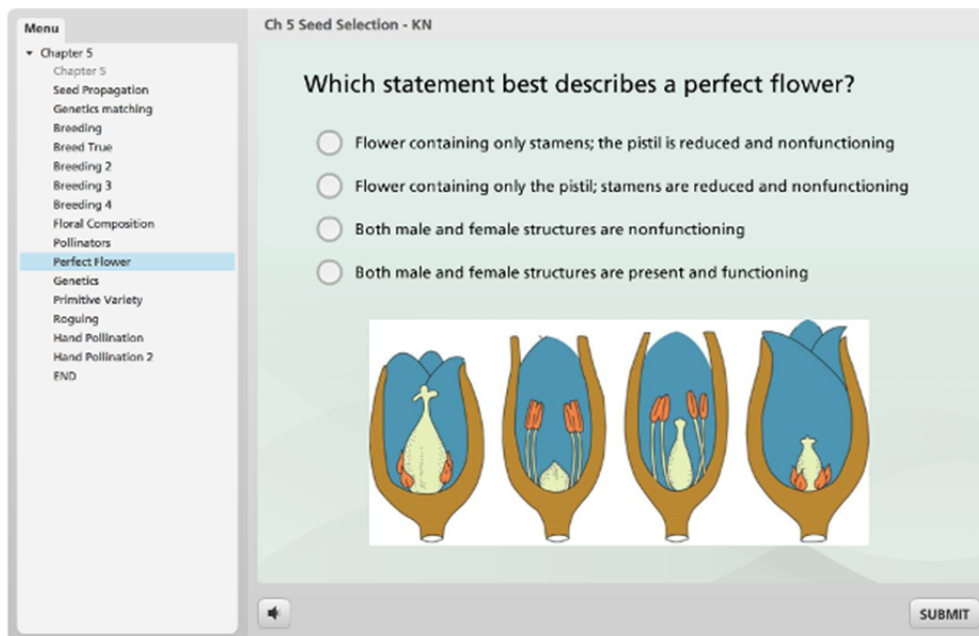 Menu
Ch 5 Seed Selection - KN
Chapter 5
Chapter 5
Seed Propagation
Genetics matching
Breeding
Breed True
Breeding 2
Breeding 3
Breeding 4
Floral Composition
Pollinators
Perfect Flower
Genetics
Primitive Variety
Roguing
Hand Pollination
Hand Pollination 2
END
Which statement best describes a perfect flower?
Flower containing only stamens; the pistil is reduced and nonfunctioning
Flower containing only the pistil; stamens are reduced and nonfunctioning
Both male and female structures are nonfunctioning
Both male and female structures are present and functioning
SUBMIT